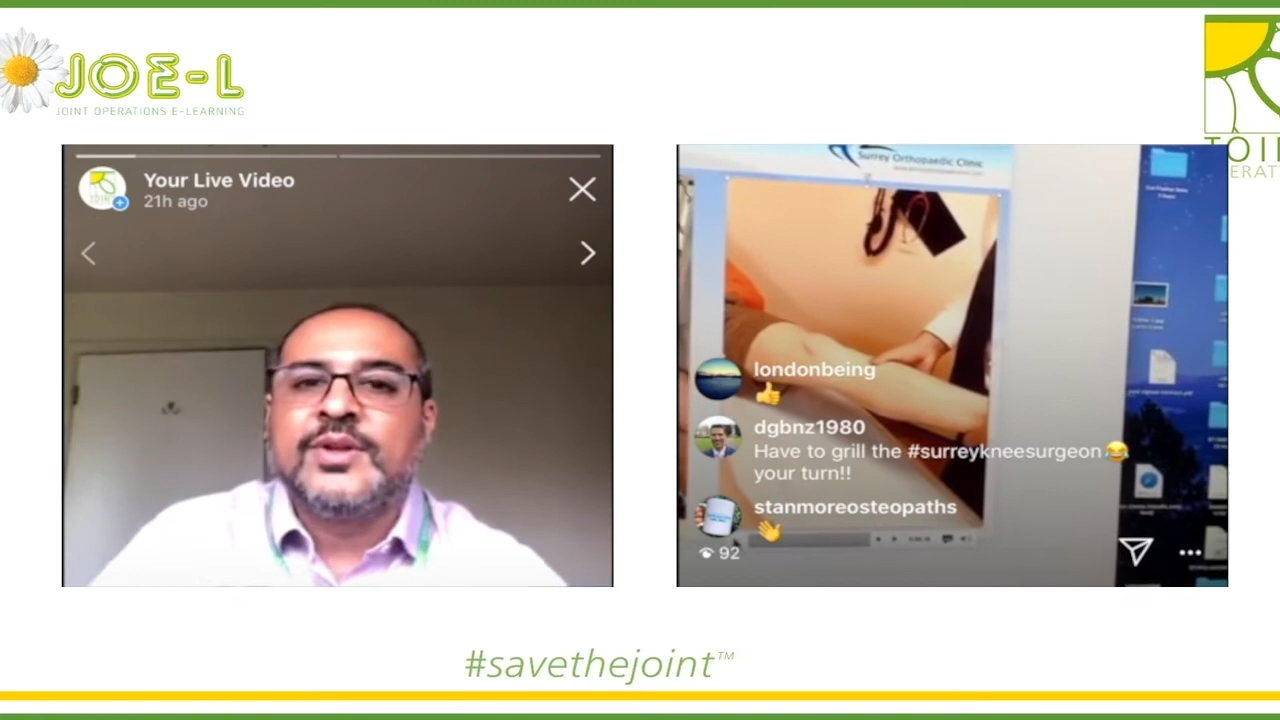 JOE-L
JOINT OPERATIONS E-LEARNING
Your Live Video
21h ago
Surrey Orthopaedic Clinic
londonbeing
👍
dgbnz1980
Have to grill the #surreykneesurgeon😂
your turn!!
stanmoreosteopaths
👋
92
#savethejoint™